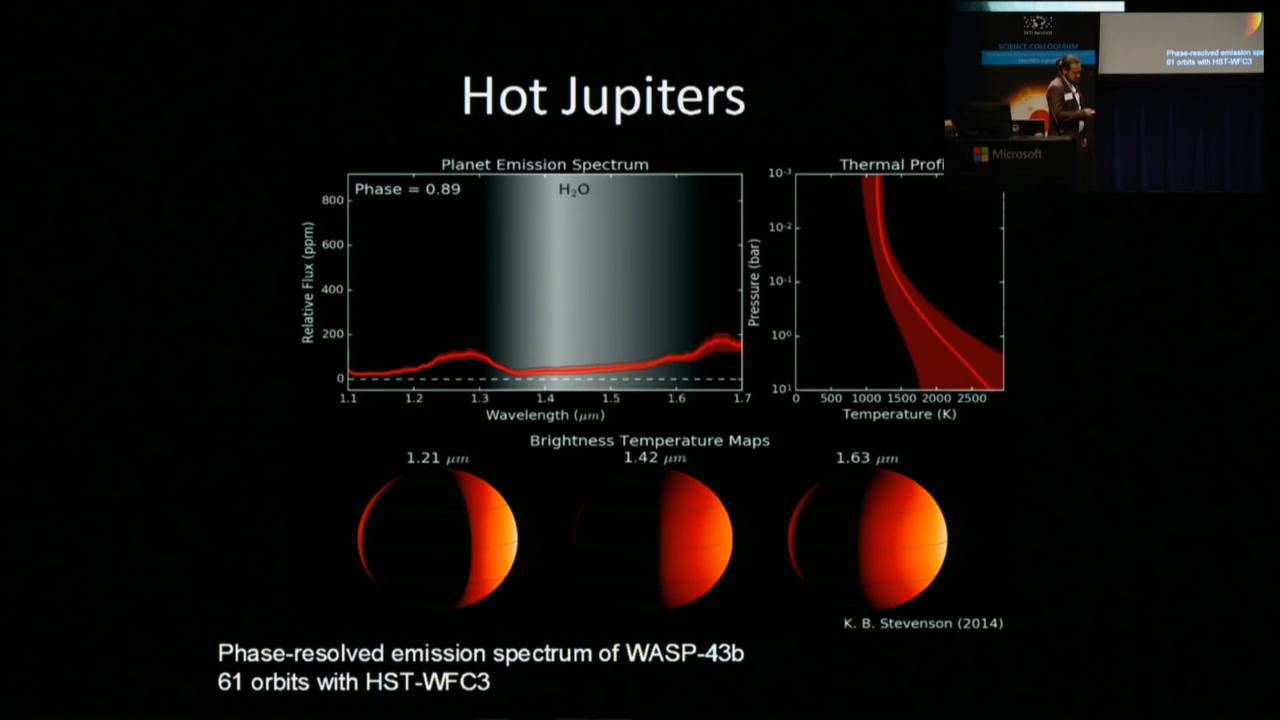 SETI Institute
SCIENCE COLLOQUIUM
Phase-resolved emission spe
61 orbits with HST-WFC3
Microsoft
Hot Jupiters
Planet Emission Spectrum
Thermal Profi
Phase = 0.89
H₂O
800
600
400
200
0
Relative Flux (ppm)
1.1 1.2 1.3 1.4 1.5 1.6 1.7
Wavelength (μm)
10⁻³
10⁻²
10⁻¹
10⁰
10¹
Pressure (bar)
0 500 1000 1500 2000 2500
Temperature (K)
Brightness Temperature Maps
1.21 μm 1.42 μm 1.63 μm
K. B. Stevenson (2014)
Phase-resolved emission spectrum of WASP-43b
61 orbits with HST-WFC3